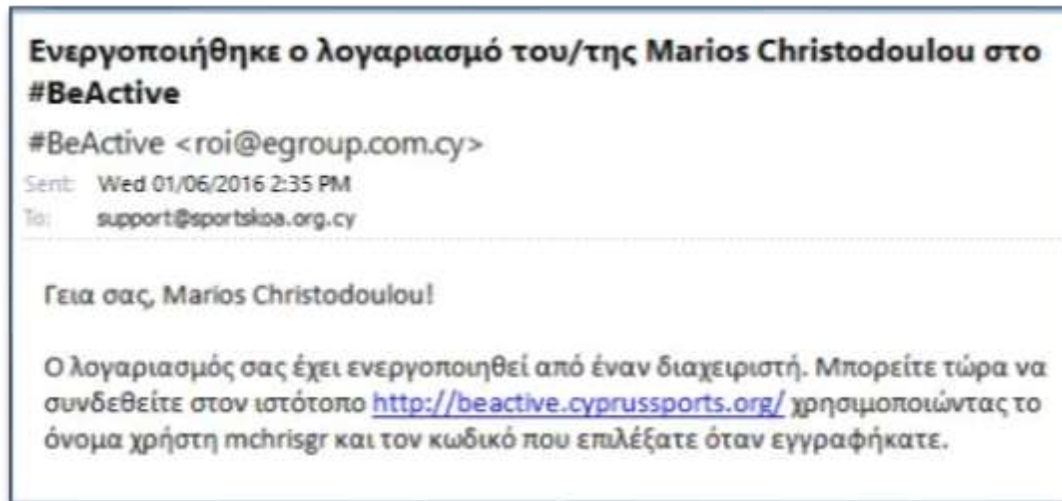 Ενεργοποιήθηκε ο λογαριασμό του/της Marios Christodoulou στο
#BeActive
#BeActive <roi@egroup.com.cy>
Sent: Wed 01/06/2016 2:35 PM
To: support@sportskoa.org.cy
Γεια σας, Marios Christodoulou!
Ο λογαριασμός σας έχει ενεργοποιηθεί από έναν διαχειριστή. Μπορείτε τώρα να
συνδεθείτε στον ιστότοπο http://beactive.cyprussports.org/ χρησιμοποιώντας το
όνομα χρήστη mchrisgr και τον κωδικό που επιλέξατε όταν εγγραφήκατε.